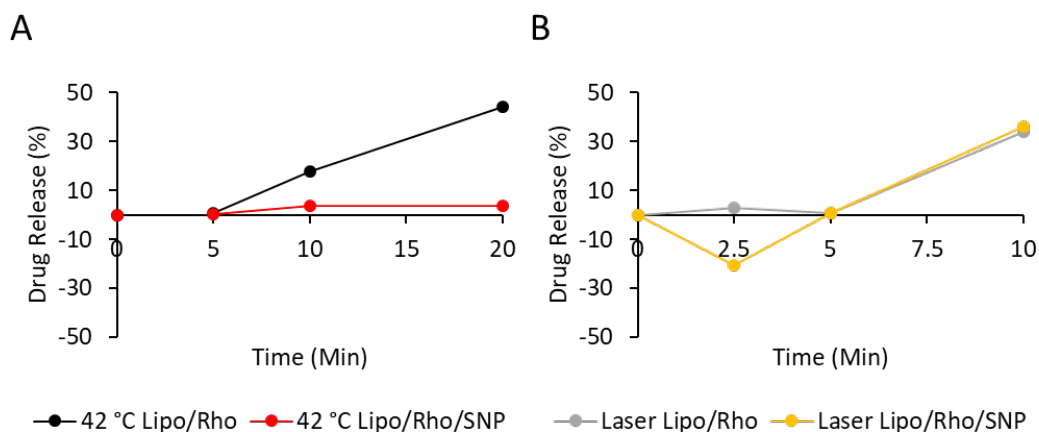 A
50
30
10
-10
-30
-50
Drug Release (%)
0 5 10 15 20
Time (Min)
42 °C Lipo/Rho 42 °C Lipo/Rho/SNP
B
50
30
10
-10
-30
-50
Drug Release (%)
0 2.5 5 7.5 10
Time (Min)
Laser Lipo/Rho Laser Lipo/Rho/SNP